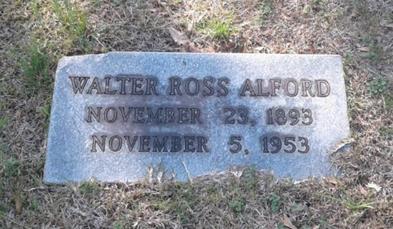 WALTER ROSS ALFORD
NOVEMBER 23, 1893
NOVEMBER 5, 1953